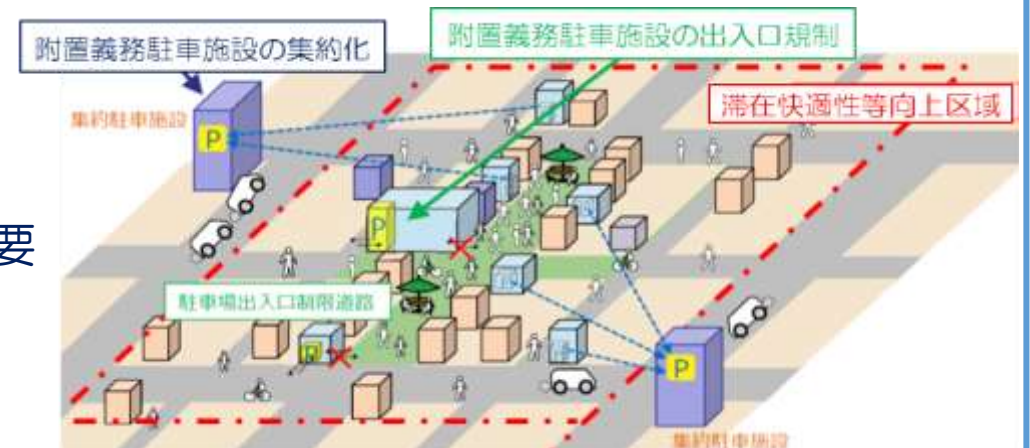 附置義務駐車施設の集約化
附置義務駐車施設の出入口規制
滞在快適性等向上区域
集約駐車施設
P
P
要
駐車場出入口制限道路
P
P
集約駐車施設